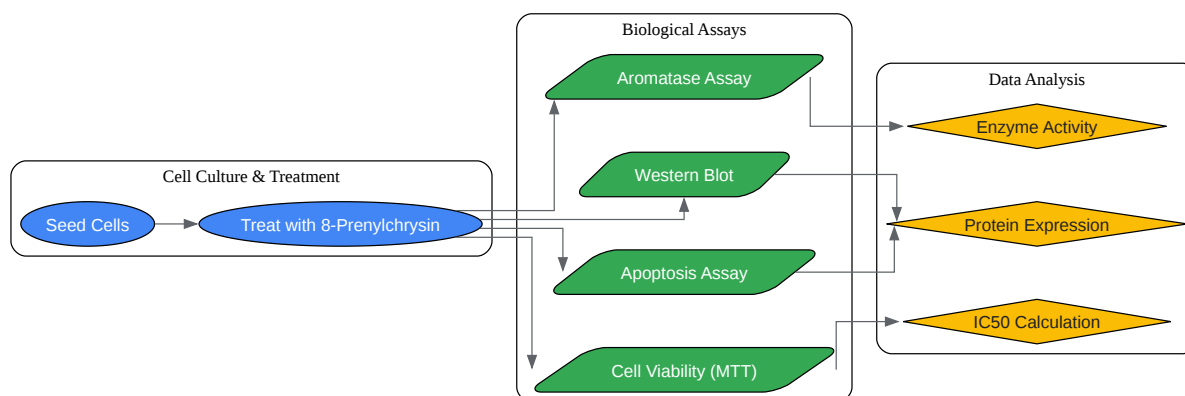 Biological Assays
Aromatase Assay
Data Analysis
Enzyme Activity
Cell Culture & Treatment
Western Blot
Seed Cells
Treat with 8-Prenylchrysin
Protein Expression
Apoptosis Assay
IC50 Calculation
Cell Viability (MTT)